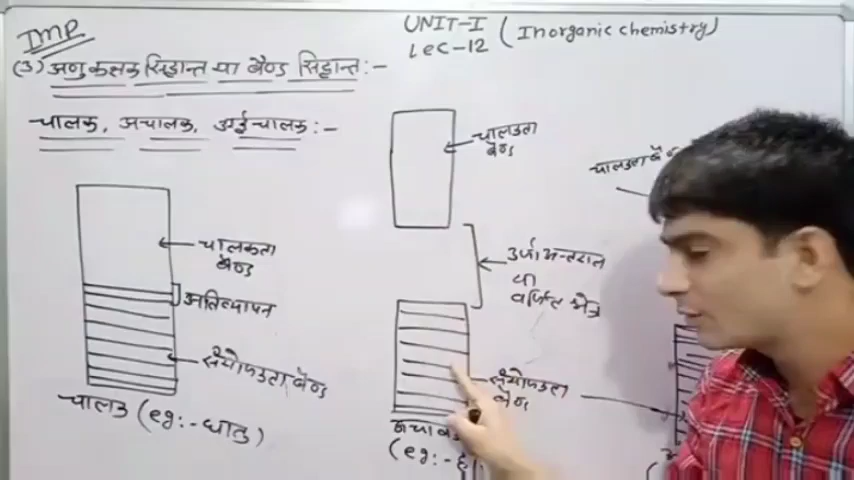 IMP
UNIT-I (Inorganic chemistry)
Lec-12
(3) अणु कक्षक सिद्धान्त या बैण्ड सिद्धान्त:-
चालक, अचालक, अर्द्धचालक:-
चालकता
बैण्ड
चालकता बैण्ड
चालकता
बैण्ड
अतिव्यापन
संयोजकता बैण्ड
चालक (eg:- धातु)
ऊर्जा अन्तराल
या
वर्जित क्षेत्र
संयोजकता
बैण्ड
(eg:-